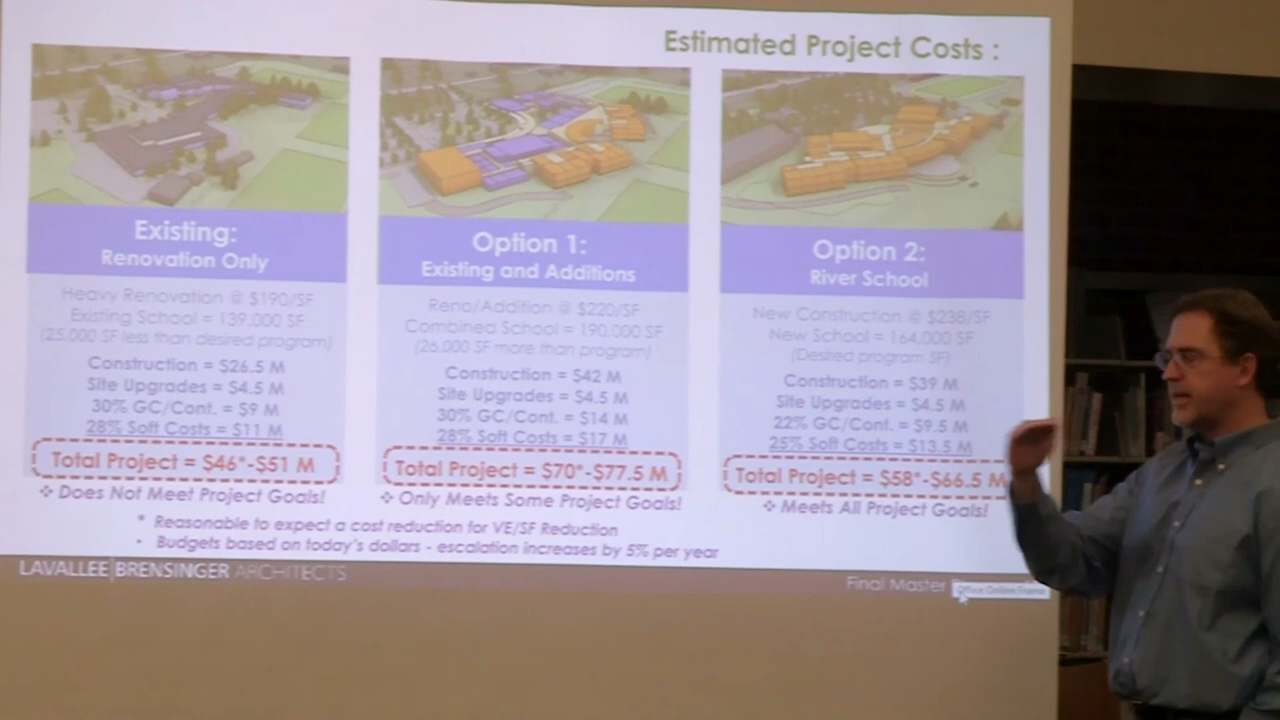 Estimated Project Costs :
Existing:
Renovation Only
Heavy Renovation @ $190/SF
Existing School = 139,000 SF
(25,000 SF less than desired program)
Construction = $26.5 M
Site Upgrades = $4.5 M
30% GC/Cont. = $9 M
28% Soft Costs = $11 M
Total Project = $46*-$51 M
❖ Does Not Meet Project Goals!
Option 1:
Existing and Additions
Reno/Addition @ $220/SF
Combined School = 190,000 SF
(26,000 SF more than program)
Construction = $42 M
Site Upgrades = $4.5 M
30% GC/Cont. = $14 M
28% Soft Costs = $17 M
Total Project = $70*-$77.5 M
❖ Only Meets Some Project Goals!
Option 2:
River School
New Construction @ $238/SF
New School = 164,000 SF
(Desired program SF)
Construction = $39 M
Site Upgrades = $4.5 M
22% GC/Cont. = $9.5 M
25% Soft Costs = $13.5 M
Total Project = $58*-$66.5 M
❖ Meets All Project Goals!
* Reasonable to expect a cost reduction for VE/SF Reduction
- Budgets based on today's dollars - escalation increases by 5% per year
LAVALLEE|BRENSINGER ARCHITECTS
Final Master
Office Online Frame